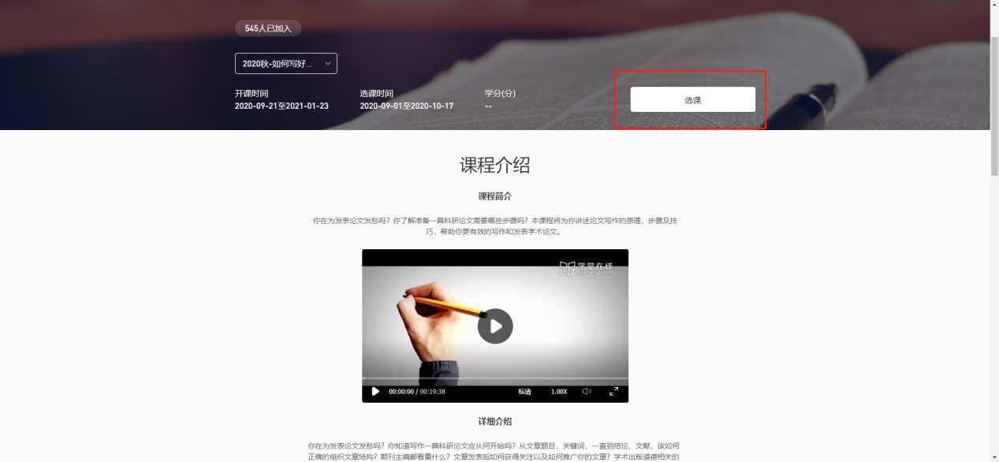 545人已加入
2020秋-如何写好...
开课时间
选课时间
学分(分)
2020-09-21至2021-01-23
2020-09-01至2020-10-17
--
选课
课程介绍
课程简介
你在为发表论文发愁吗？你了解准备一篇科研论文需要哪些步骤吗？本课程将为你讲述论文写作的原理，步骤及技
巧，帮助你更有效的写作和发表学术论文。
学堂在线
xuetangx.com
00:00:00 / 00:19:38
标清
1.00X
详细介绍
你在为发表论文发愁吗？你知道写作一篇科研论文应从何开始吗？从文章题目，关键词，一直到结论，文献，该如何
正确的组织文章结构？期刊主编都看重什么？文章发表后如何获得关注以及如何推广你的文章？学术出版道德相关的